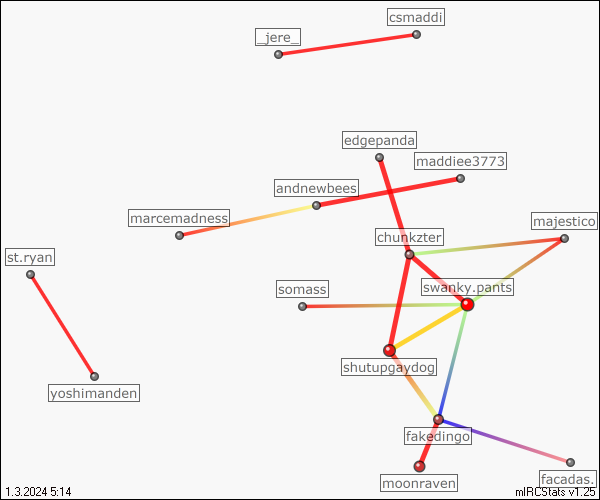 csmaddi
_jere_
edgepanda
maddiee3773
andnewbees
marcemadness
majestico
chunkzter
st.ryan
somass
swanky.pants
shutupgaydog
yoshimanden
fakedingo
moonraven
facadas.
1.3.2024 5:14
mIRCStats v1.25